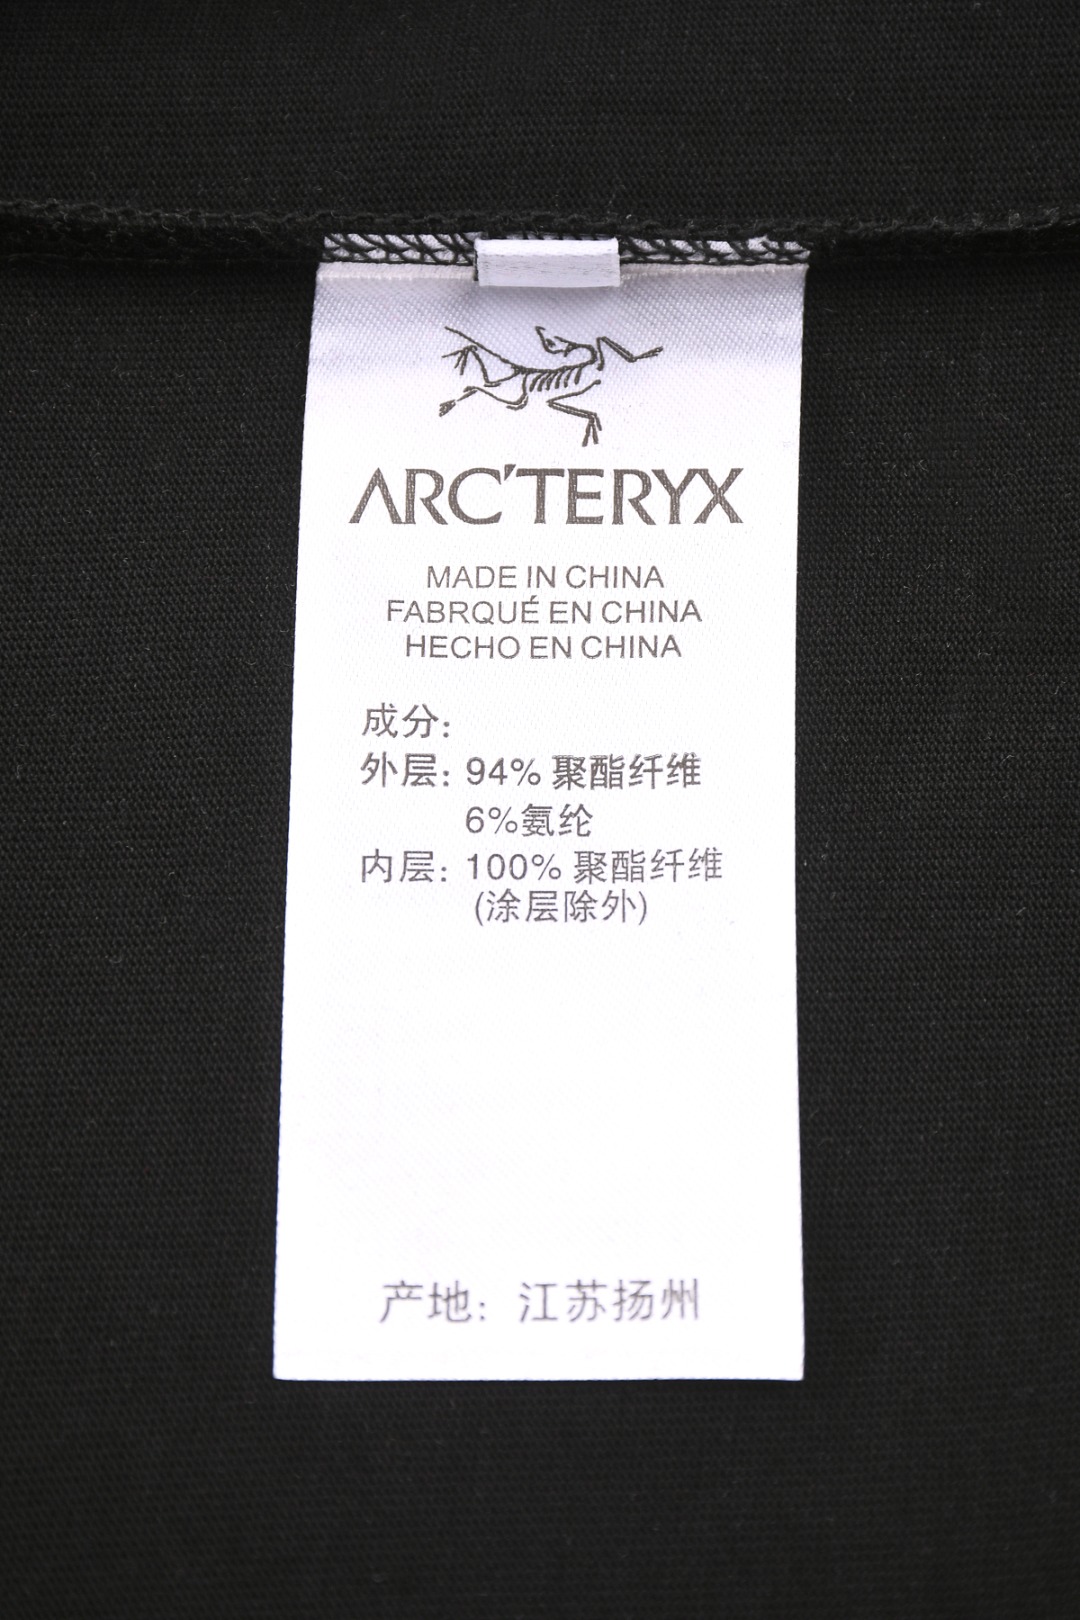 ARC'TERYX
MADE IN CHINA
FABRQUÉ EN CHINA
HECHO EN CHINA
成分:
外层: 94% 聚酯纤维
6%氨纶
内层: 100% 聚酯纤维
(涂层除外)
产地: 江苏扬州